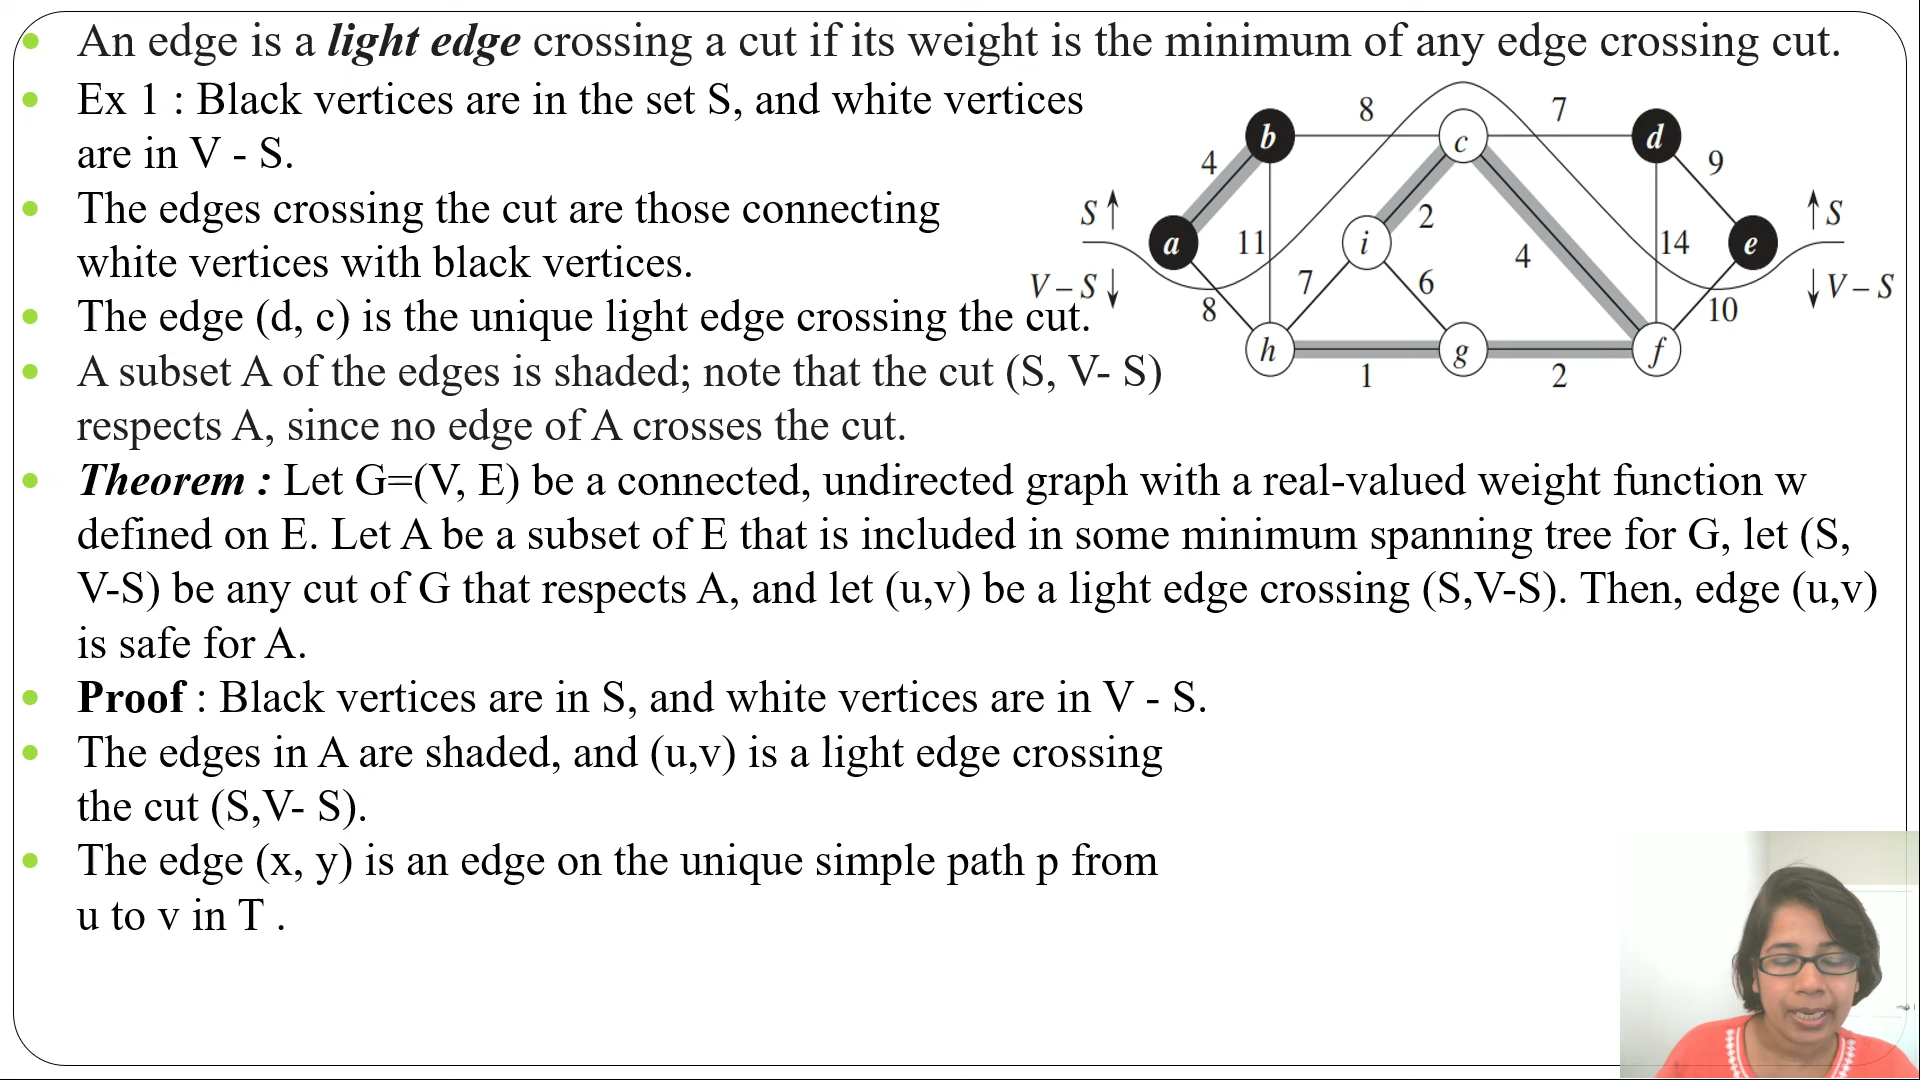 An edge is a light edge crossing a cut if its weight is the minimum of any edge crossing cut.
Ex 1 : Black vertices are in the set S, and white vertices
are in V - S.
The edges crossing the cut are those connecting
white vertices with black vertices.
The edge (d, c) is the unique light edge crossing the cut.
A subset A of the edges is shaded; note that the cut (S, V- S)
respects A, since no edge of A crosses the cut.
8 7
b c d
4 9
S ↑ ↑ S
2
a 11 i 14 e
4
V – S ↓ 7 6 ↓ V – S
8 10
h g f
1 2
Theorem : Let G=(V, E) be a connected, undirected graph with a real-valued weight function w
defined on E. Let A be a subset of E that is included in some minimum spanning tree for G, let (S,
V-S) be any cut of G that respects A, and let (u,v) be a light edge crossing (S,V-S). Then, edge (u,v)
is safe for A.
Proof : Black vertices are in S, and white vertices are in V - S.
The edges in A are shaded, and (u,v) is a light edge crossing
the cut (S,V- S).
The edge (x, y) is an edge on the unique simple path p from
u to v in T .